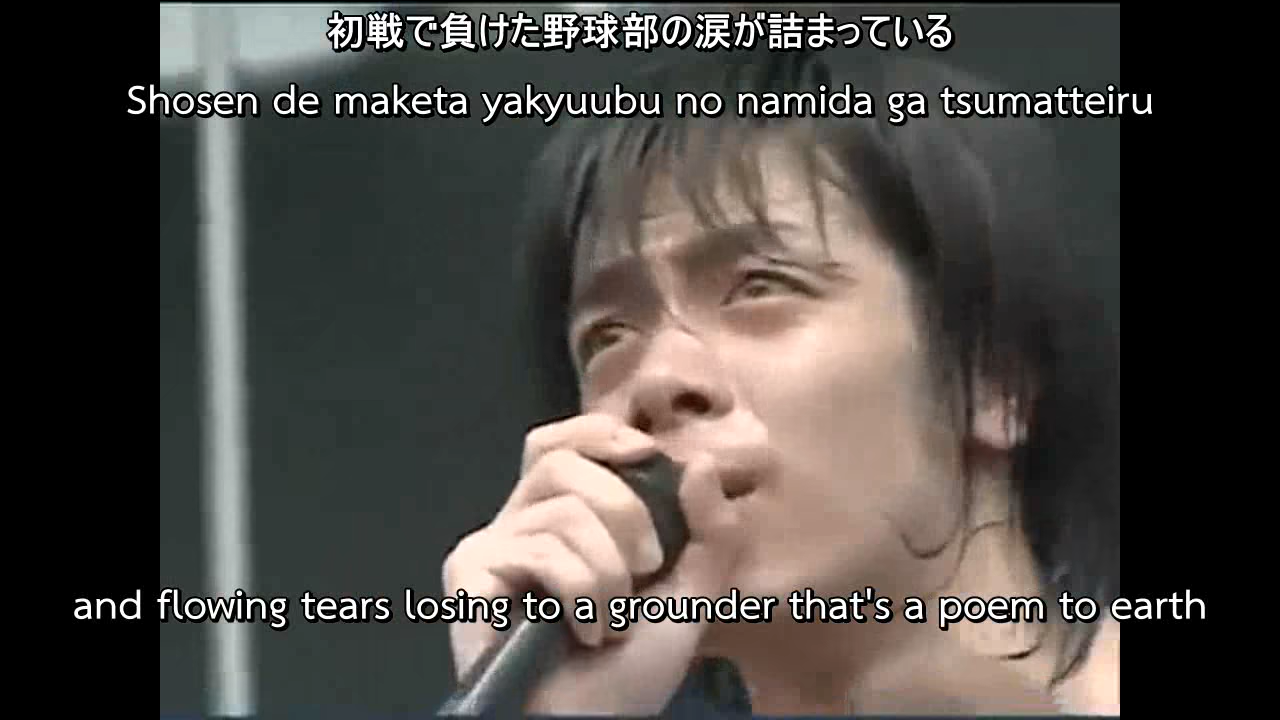 初戦で負けた野球部の涙が詰まっている
Shosen de maketa yakyuubu no namida ga tsumatteiru
and flowing tears losing to a grounder that's a poem to earth